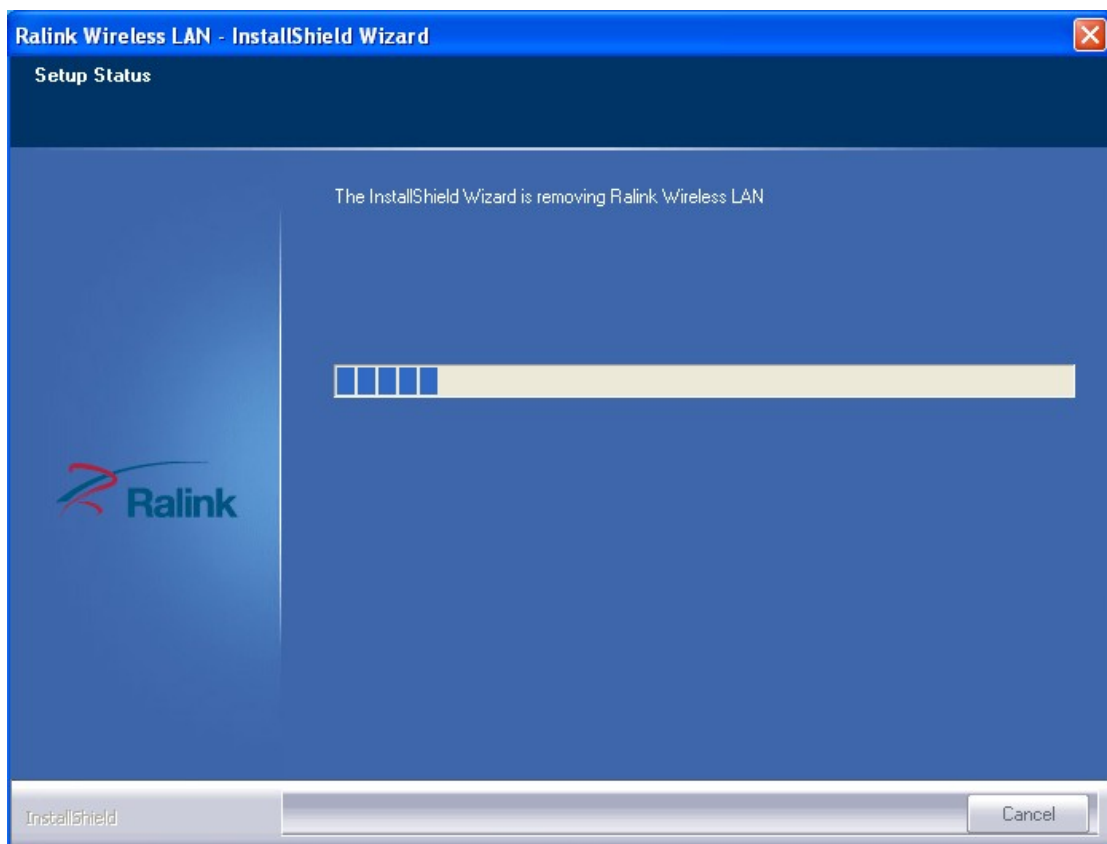 Ralink Wireless LAN - InstallShield Wizard
Setup Status
The InstallShield Wizard is removing Ralink Wireless LAN
Ralink
InstallShield
Cancel